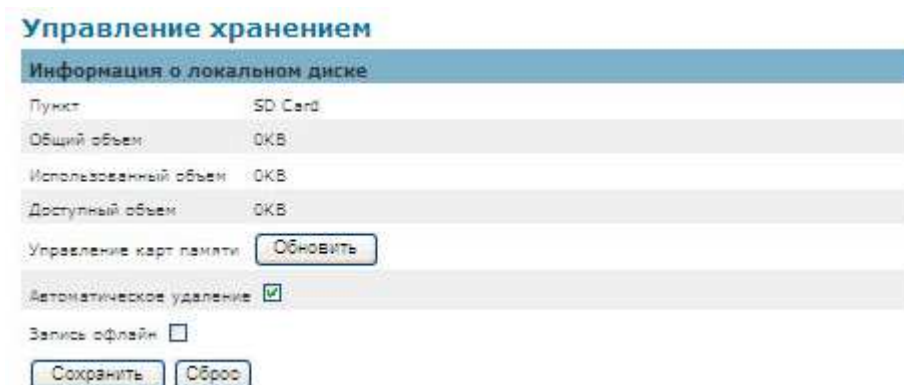 Управление хранением
Информация о локальном диске
Пункт SD Card
Общий объем 0KB
Использованный объем 0KB
Доступный объем 0KB
Управление карт памяти Обновить
Автоматическое удаление
Запись офлайн
Сохранить Сброс